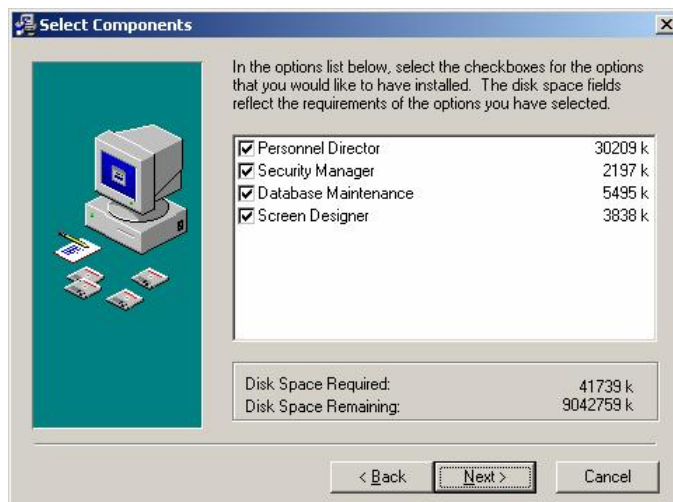 Select Components
In the options list below, select the checkboxes for the options
that you would like to have installed. The disk space fields
reflect the requirements of the options you have selected.
Personnel Director 30209 k
Security Manager 2197 k
Database Maintenance 5495 k
Screen Designer 3838 k
Disk Space Required: 41739 k
Disk Space Remaining: 9042759 k
< Back Next > Cancel